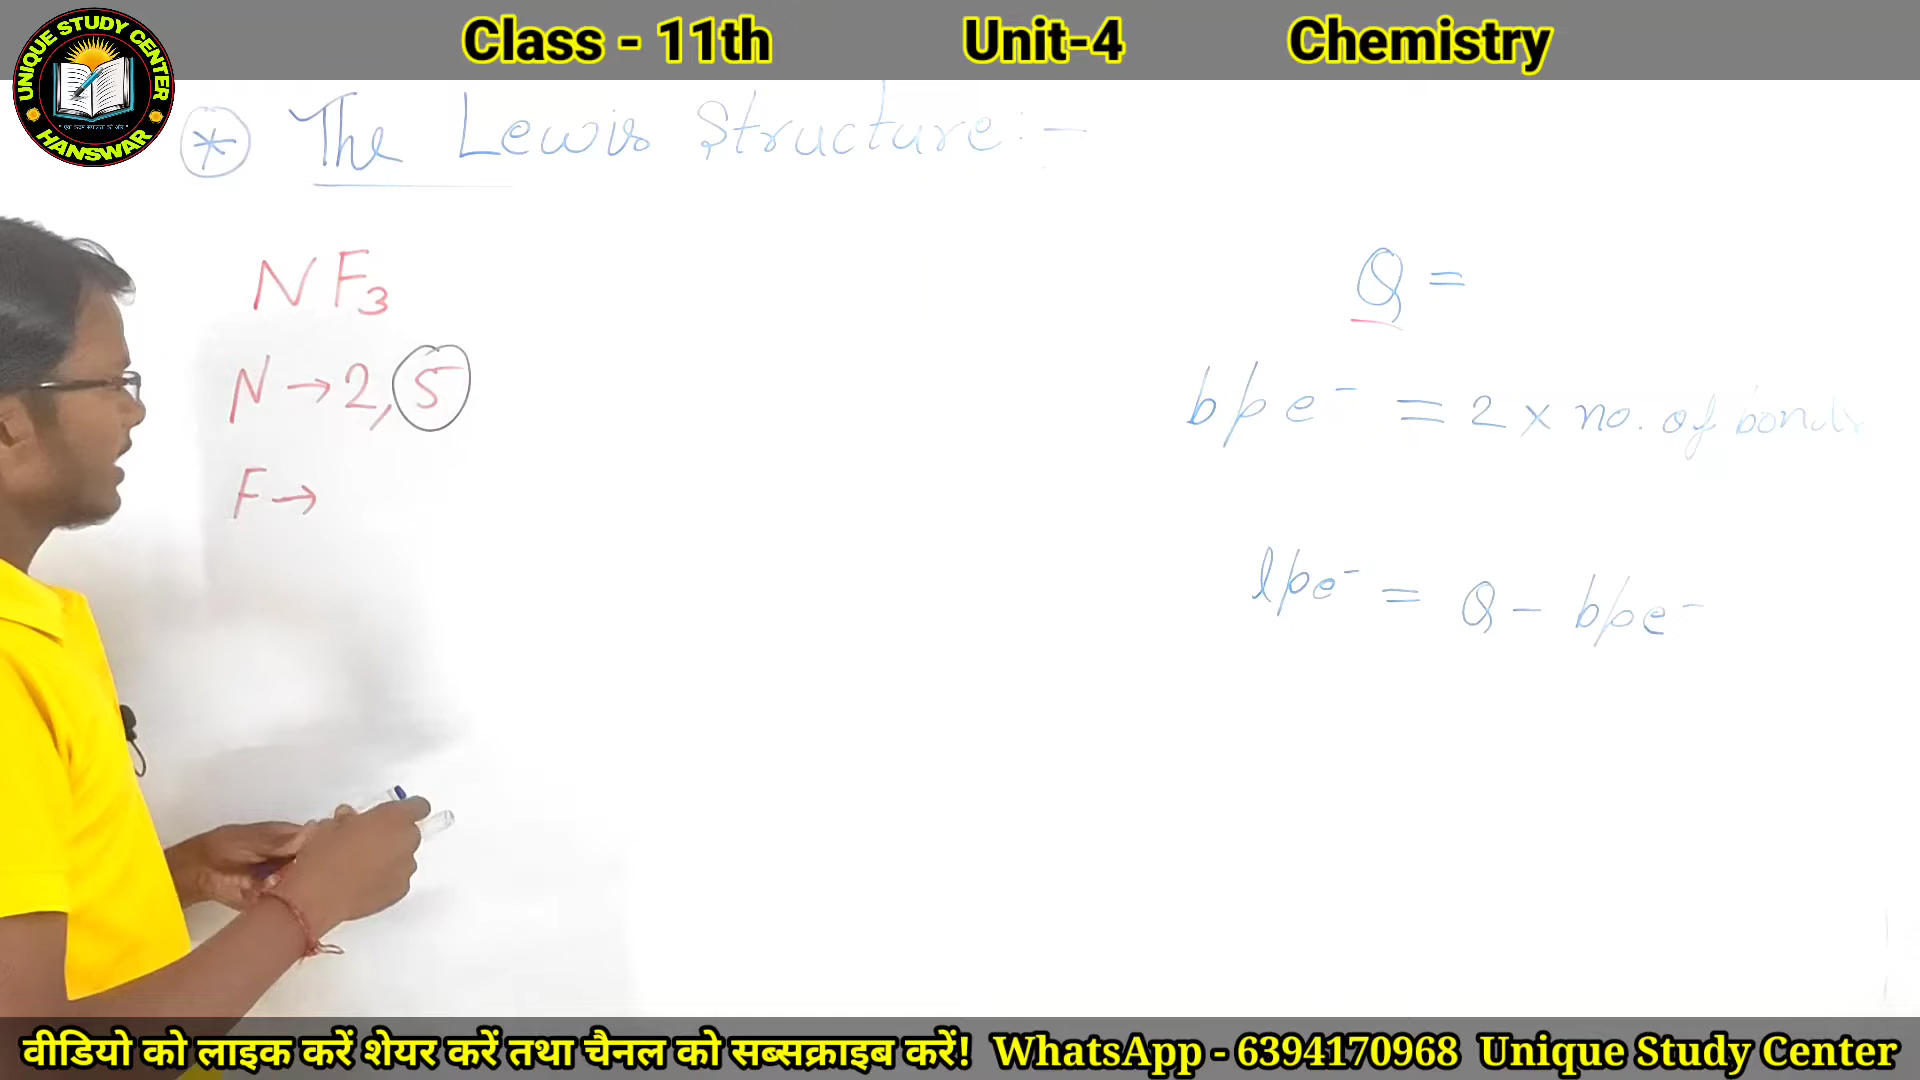 Class - 11th Unit-4 Chemistry
UNIQUE STUDY CENTER
HANSWAR
* The Lewis Structure:-
NF₃
N → 2, 5
F →
Q =
bpe⁻ = 2 × no. of bonds
lpe⁻ = Q - bpe⁻
वीडियो को लाइक करें शेयर करें तथा चैनल को सब्सक्राइब करें! WhatsApp - 6394170968 Unique Study Center